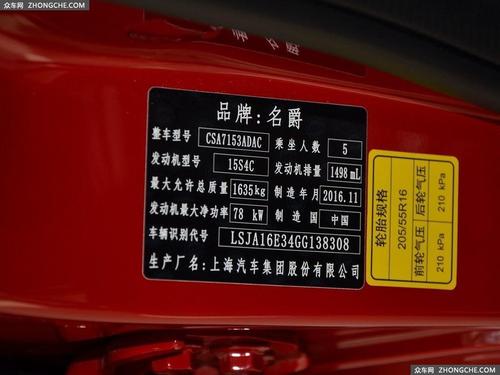 众车网 ZHONGCHE.COM
品牌:名爵
整车型号 CSA7153ADAC 乘坐人数 5
发动机型号 15S4C 发动机排量 1498 mL
最大允许总质量 1635kg 制造年月 2016.11
发动机最大净功率 78 kW 制造国 中国
车辆识别代号 LSJA16E34GG138308
生产厂名:上海汽车集团股份有限公司
轮胎规格 205/55R16
前轮气压 210 kPa 后轮气压 210 kPa
众车网 ZHONGCHE.COM